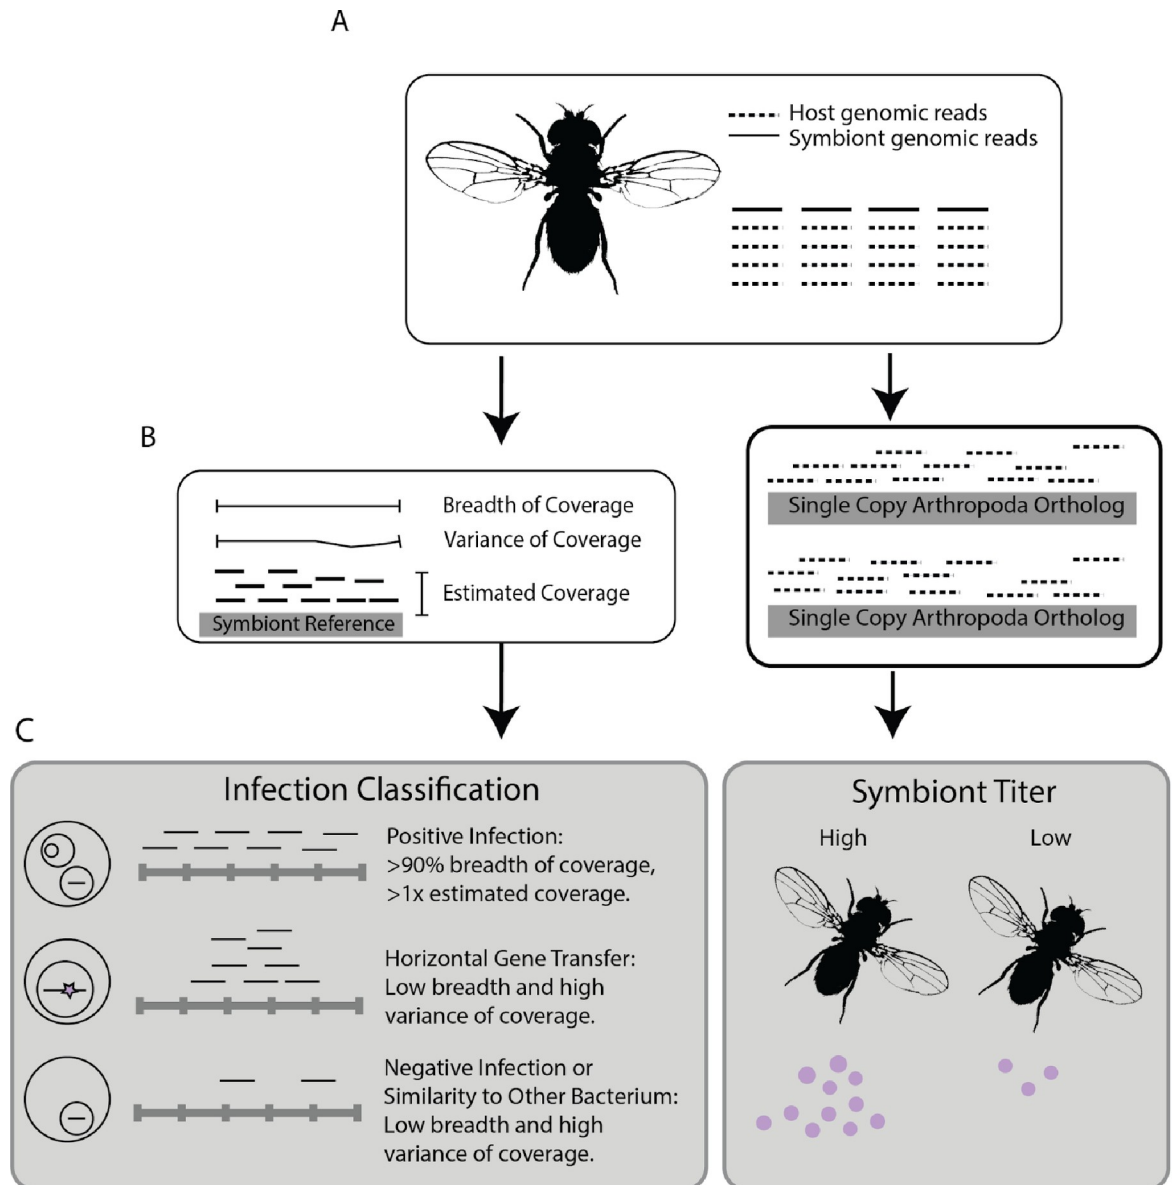 A
Host genomic reads
Symbiont genomic reads
B
Breadth of Coverage
Variance of Coverage
Estimated Coverage
Symbiont Reference
Single Copy Arthropoda Ortholog
Single Copy Arthropoda Ortholog
C
Infection Classification
Positive Infection:
>90% breadth of coverage,
>1x estimated coverage.
Horizontal Gene Transfer:
Low breadth and high
variance of coverage.
Negative Infection or
Similarity to Other Bacterium:
Low breadth and high
variance of coverage.
Symbiont Titer
High
Low